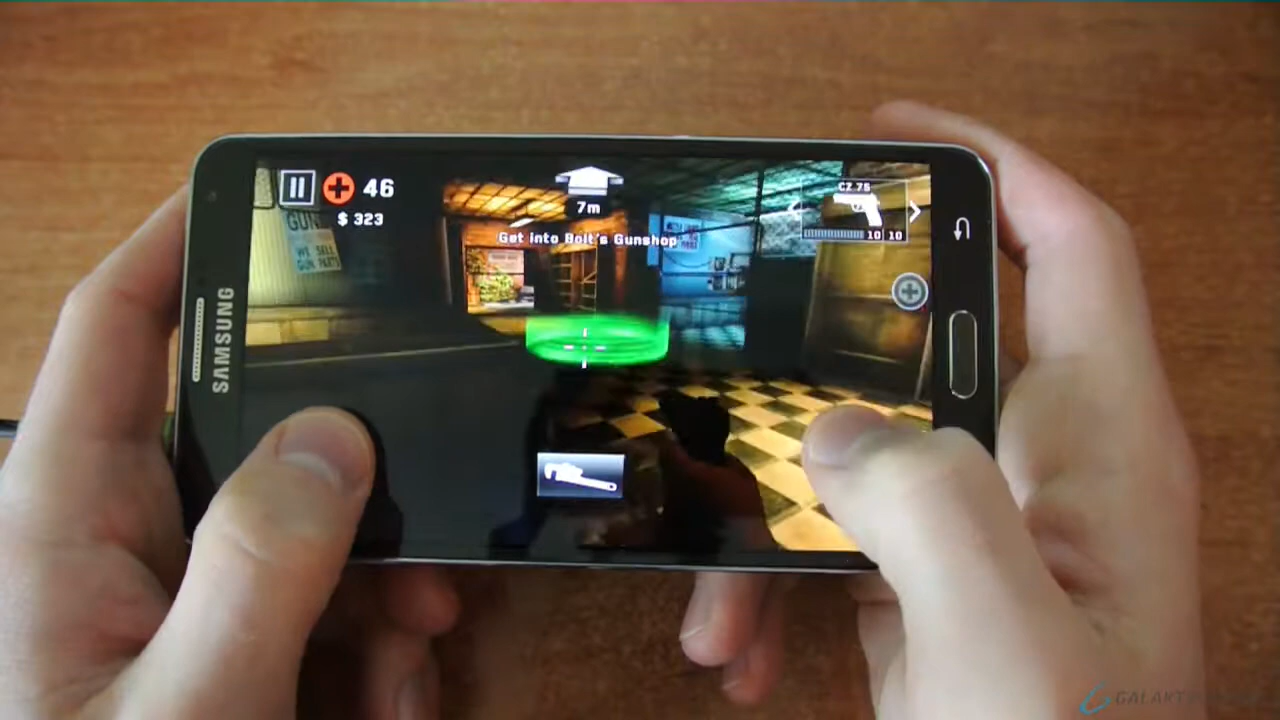 46
$ 323
7m
Get into Bolt's Gunshop
CZ 75
10 10
GUN
WE SELL
GUN PARTS
SAMSUNG